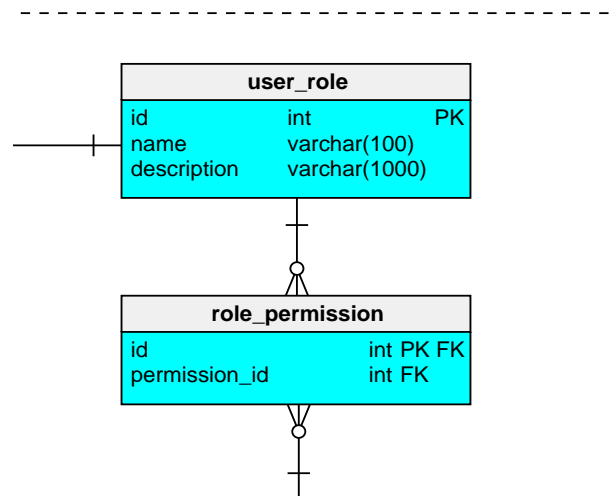 user_role
id int PK
name varchar(100)
description varchar(1000)
role_permission
id int PK FK
permission_id int FK